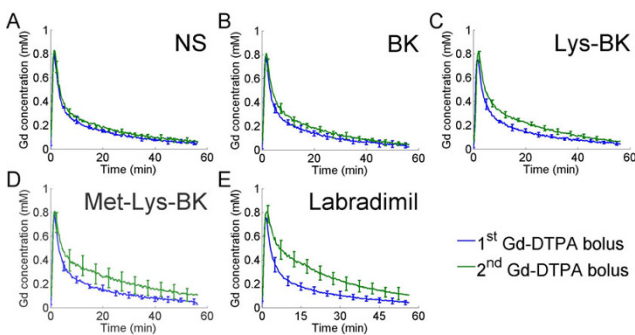 A
NS
Gd concentration (mM)
1
0.8
0.6
0.4
0.2
0
0
20
40
60
Time (min)
B
BK
Gd concentration (mM)
1
0.8
0.6
0.4
0.2
0
0
20
40
60
Time (min)
C
Lys-BK
Gd concentration (mM)
1
0.8
0.6
0.4
0.2
0
0
20
40
60
Time (min)
D
Met-Lys-BK
Gd concentration (mM)
1
0.8
0.6
0.4
0.2
0
0
20
40
60
Time (min)
E
Labradimil
Gd concentration (mM)
1
0.8
0.6
0.4
0.2
0
0
15
30
45
60
Time (min)
1st Gd-DTPA bolus
2nd Gd-DTPA bolus